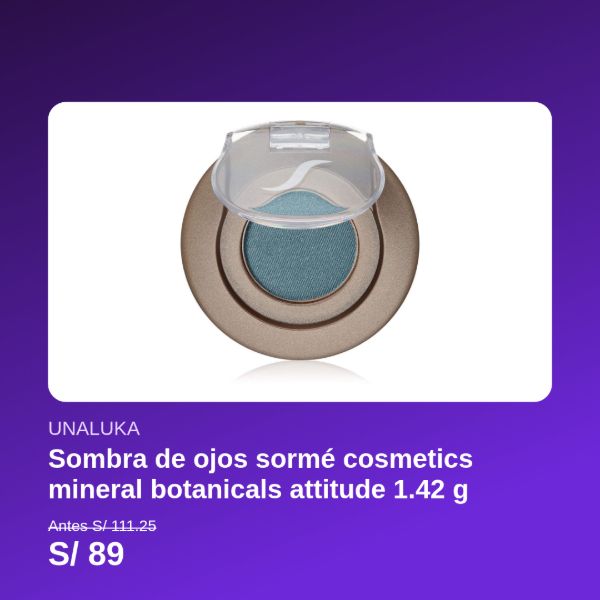 UNALUKA
Sombra de ojos sormé cosmetics
mineral botanicals attitude 1.42 g
Antes S/ 111.25
S/ 89